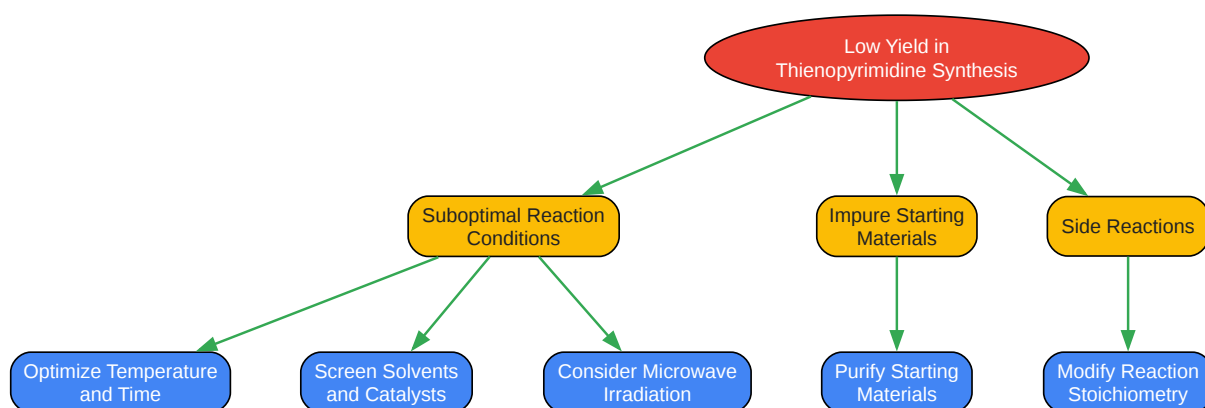 Low Yield in
Thienopyrimidine Synthesis
Suboptimal Reaction
Conditions
Impure Starting
Materials
Side Reactions
Optimize Temperature
and Time
Screen Solvents
and Catalysts
Consider Microwave
Irradiation
Purify Starting
Materials
Modify Reaction
Stoichiometry